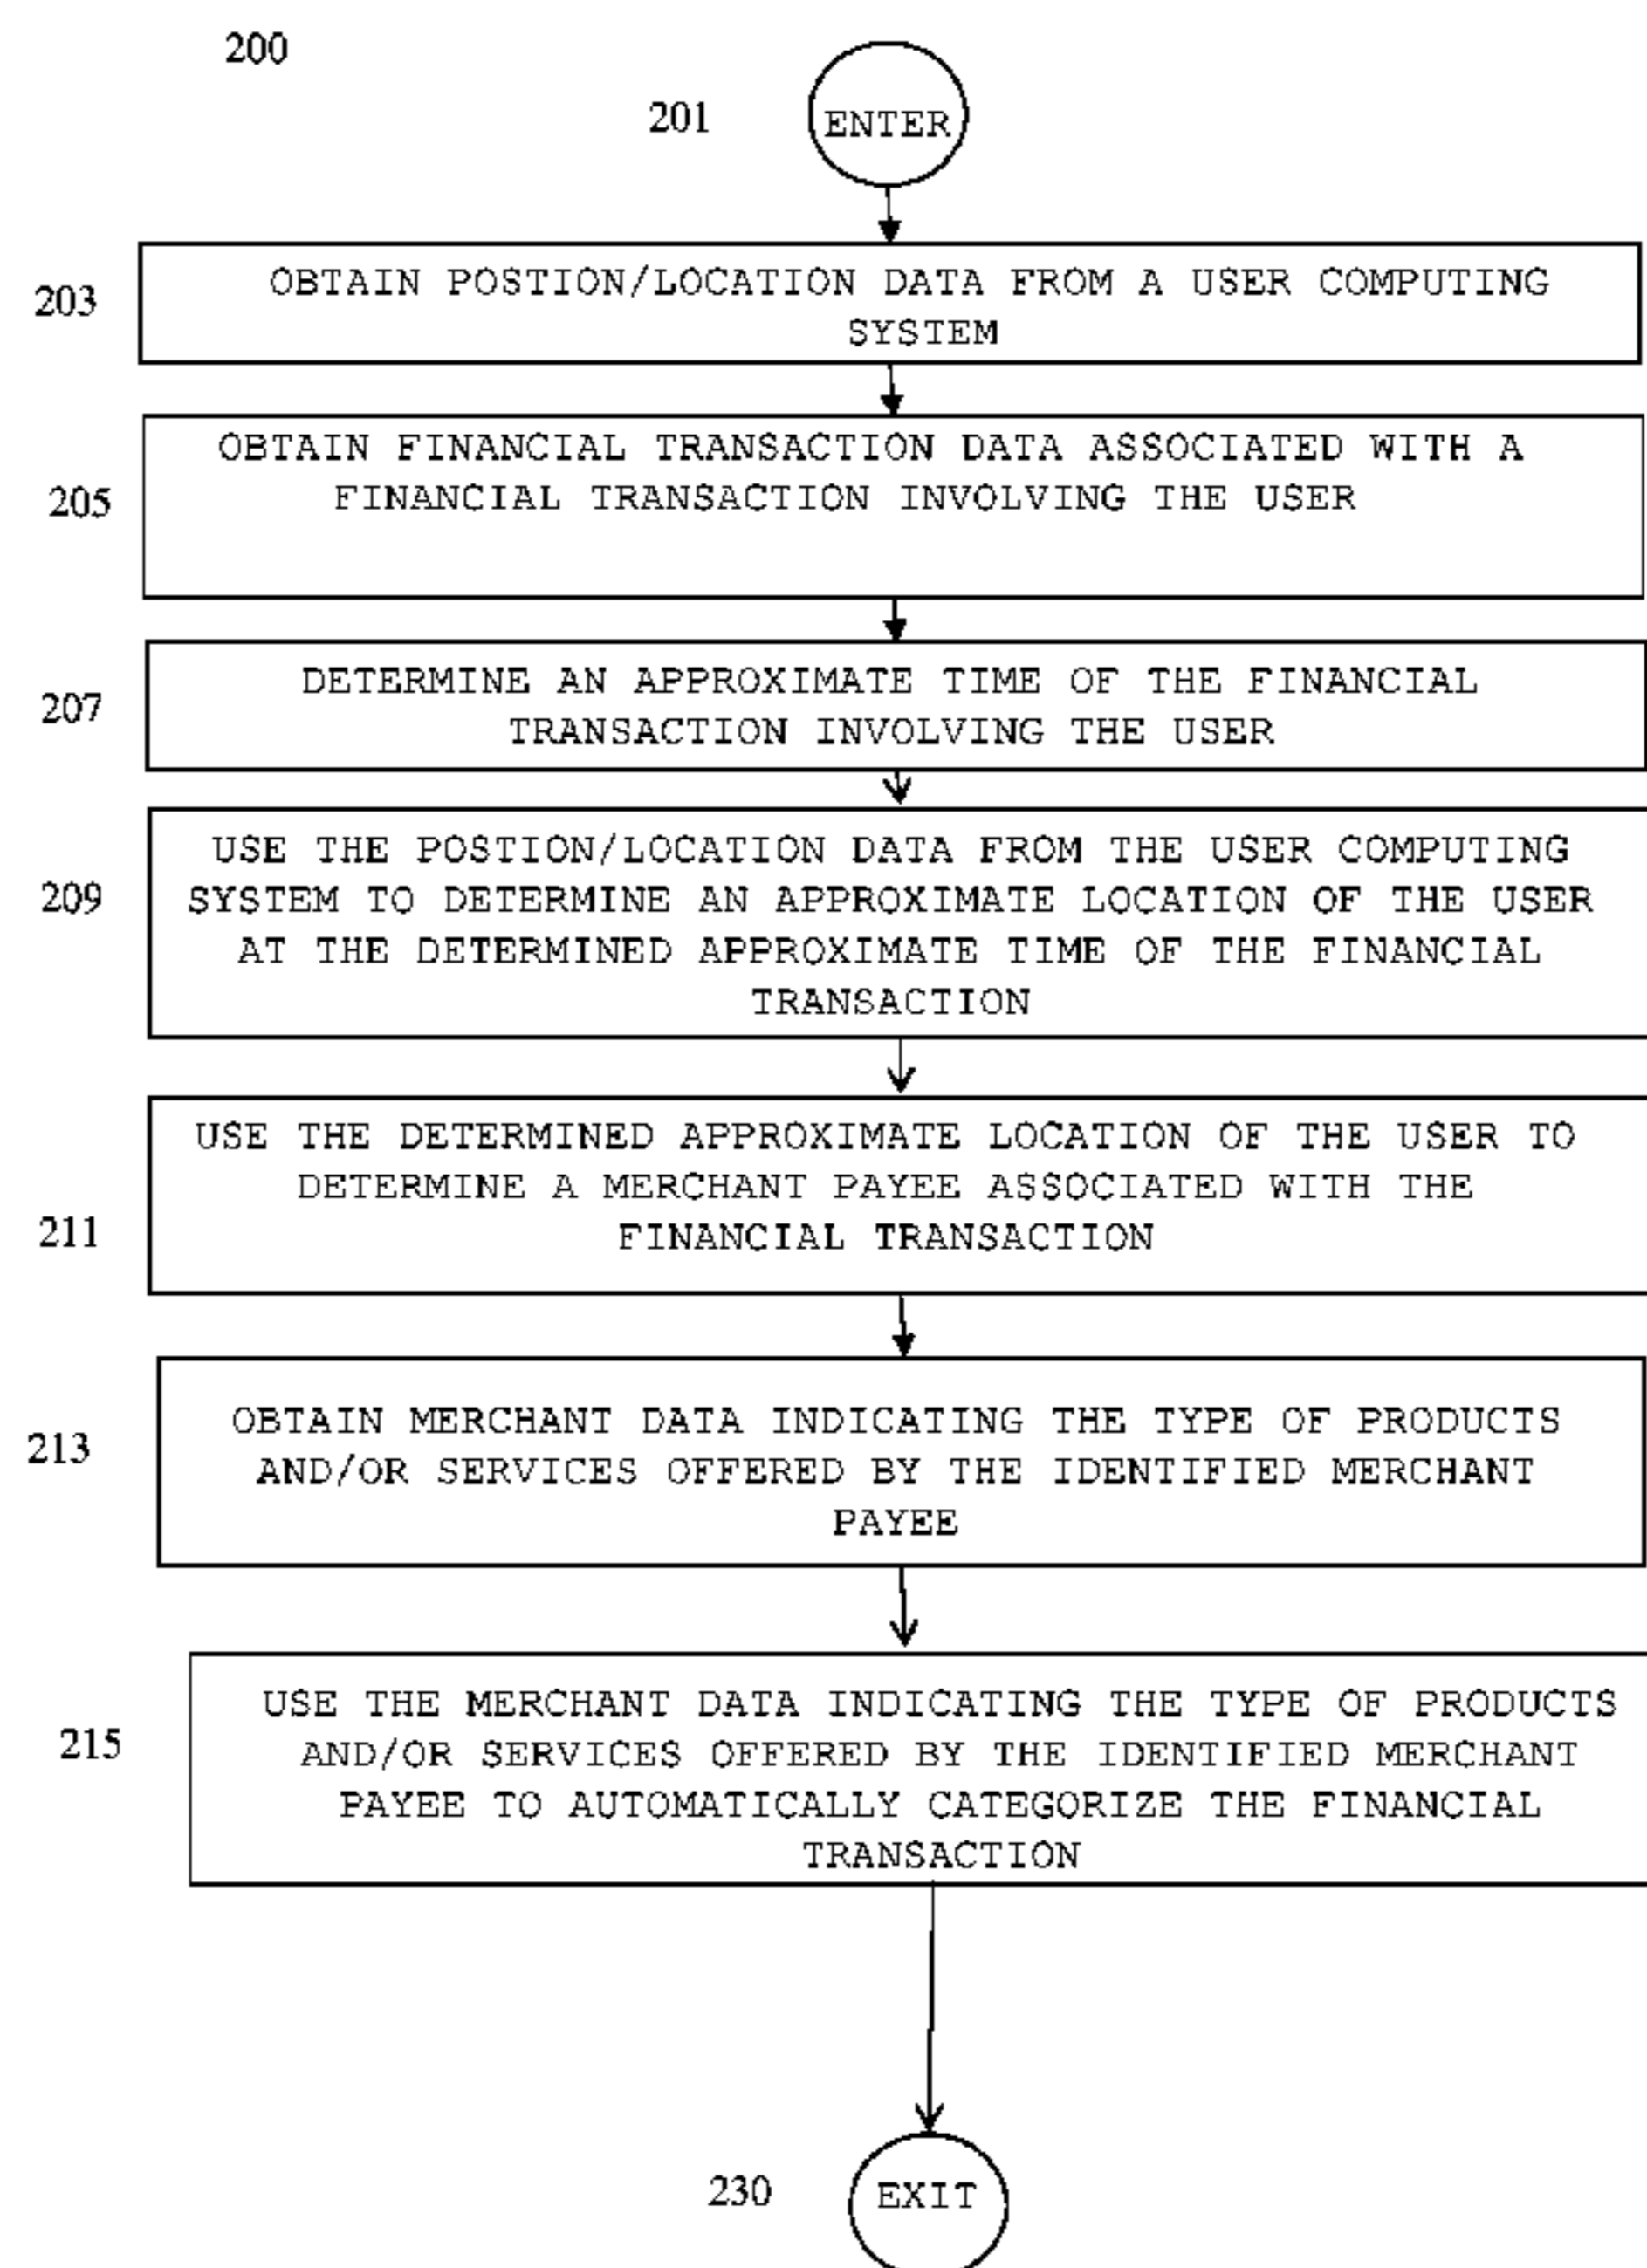 200
201
ENTER
203
OBTAIN POSTION/LOCATION DATA FROM A USER COMPUTING
SYSTEM
205
OBTAIN FINANCIAL TRANSACTION DATA ASSOCIATED WITH A
FINANCIAL TRANSACTION INVOLVING THE USER
207
DETERMINE AN APPROXIMATE TIME OF THE FINANCIAL
TRANSACTION INVOLVING THE USER
209
USE THE POSTION/LOCATION DATA FROM THE USER COMPUTING
SYSTEM TO DETERMINE AN APPROXIMATE LOCATION OF THE USER
AT THE DETERMINED APPROXIMATE TIME OF THE FINANCIAL
TRANSACTION
211
USE THE DETERMINED APPROXIMATE LOCATION OF THE USER TO
DETERMINE A MERCHANT PAYEE ASSOCIATED WITH THE
FINANCIAL TRANSACTION
213
OBTAIN MERCHANT DATA INDICATING THE TYPE OF PRODUCTS
AND/OR SERVICES OFFERED BY THE IDENTIFIED MERCHANT
PAYEE
215
USE THE MERCHANT DATA INDICATING THE TYPE OF PRODUCTS
AND/OR SERVICES OFFERED BY THE IDENTIFIED MERCHANT
PAYEE TO AUTOMATICALLY CATEGORIZE THE FINANCIAL
TRANSACTION
230
EXIT